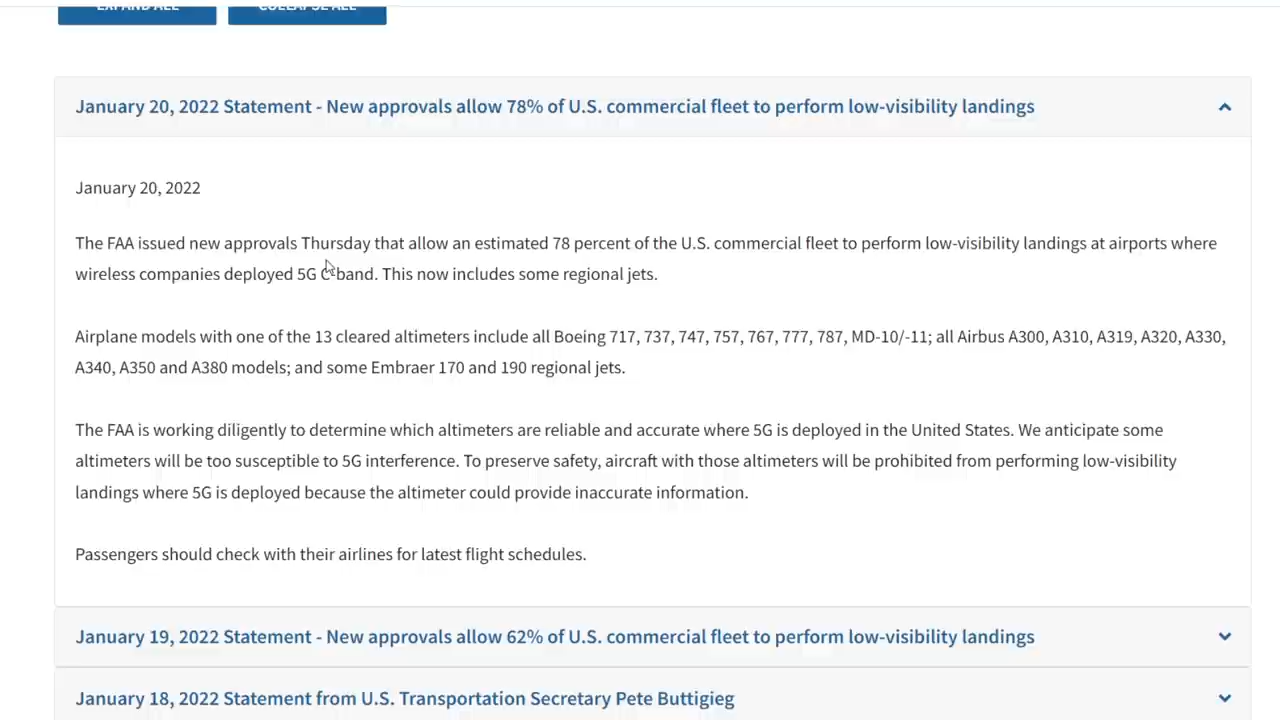 EXPAND ALL COLLAPSE ALL
January 20, 2022 Statement - New approvals allow 78% of U.S. commercial fleet to perform low-visibility landings
January 20, 2022
The FAA issued new approvals Thursday that allow an estimated 78 percent of the U.S. commercial fleet to perform low-visibility landings at airports where
wireless companies deployed 5G C-band. This now includes some regional jets.
Airplane models with one of the 13 cleared altimeters include all Boeing 717, 737, 747, 757, 767, 777, 787, MD-10/-11; all Airbus A300, A310, A319, A320, A330,
A340, A350 and A380 models; and some Embraer 170 and 190 regional jets.
The FAA is working diligently to determine which altimeters are reliable and accurate where 5G is deployed in the United States. We anticipate some
altimeters will be too susceptible to 5G interference. To preserve safety, aircraft with those altimeters will be prohibited from performing low-visibility
landings where 5G is deployed because the altimeter could provide inaccurate information.
Passengers should check with their airlines for latest flight schedules.
January 19, 2022 Statement - New approvals allow 62% of U.S. commercial fleet to perform low-visibility landings
January 18, 2022 Statement from U.S. Transportation Secretary Pete Buttigieg